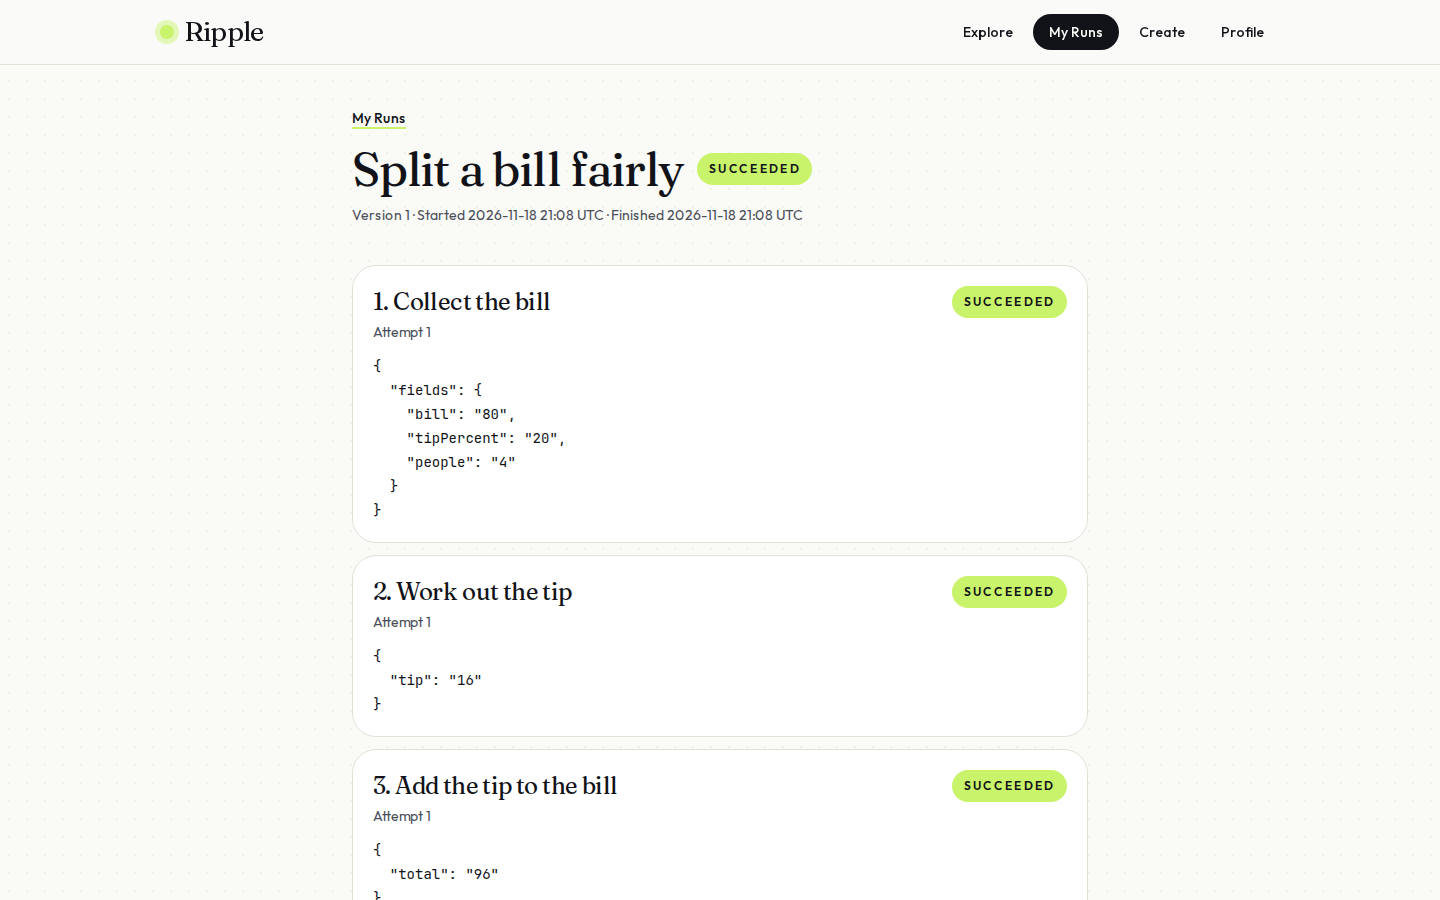 Ripple
Explore
My Runs
Create
Profile
My Runs
Split a bill fairly
SUCCEEDED
Version 1 · Started 2026-11-18 21:08 UTC · Finished 2026-11-18 21:08 UTC
1. Collect the bill
SUCCEEDED
Attempt 1
{
  "fields": {
    "bill": "80",
    "tipPercent": "20",
    "people": "4"
  }
}
2. Work out the tip
SUCCEEDED
Attempt 1
{
  "tip": "16"
}
3. Add the tip to the bill
SUCCEEDED
Attempt 1
{
  "total": "96"
}